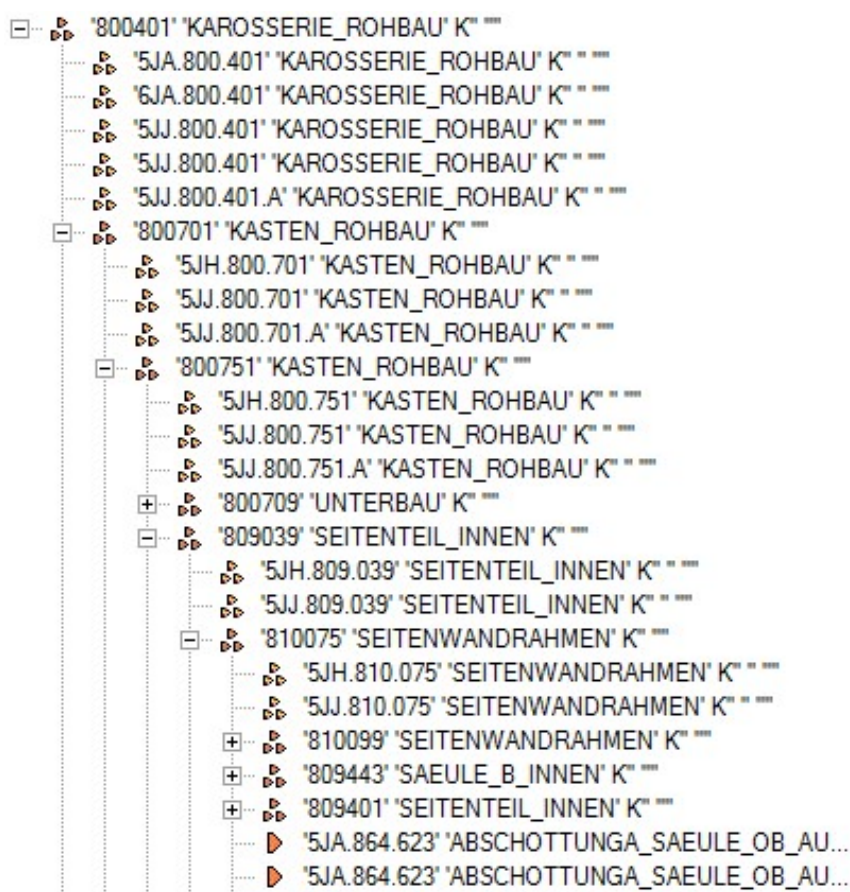 '800401' 'KAROSSERIE_ROHBAU' K'' ''''
'5JA.800.401' 'KAROSSERIE_ROHBAU' K'' '' ''''
'6JA.800.401' 'KAROSSERIE_ROHBAU' K'' '' ''''
'5JJ.800.401' 'KAROSSERIE_ROHBAU' K'' '' ''''
'5JJ.800.401' 'KAROSSERIE_ROHBAU' K'' '' ''''
'5JJ.800.401.A' 'KAROSSERIE_ROHBAU' K'' '' ''''
'800701' 'KASTEN_ROHBAU' K'' ''''
'5JH.800.701' 'KASTEN_ROHBAU' K'' '' ''''
'5JJ.800.701' 'KASTEN_ROHBAU' K'' '' ''''
'5JJ.800.701.A' 'KASTEN_ROHBAU' K'' '' ''''
'800751' 'KASTEN_ROHBAU' K'' ''''
'5JH.800.751' 'KASTEN_ROHBAU' K'' '' ''''
'5JJ.800.751' 'KASTEN_ROHBAU' K'' '' ''''
'5JJ.800.751.A' 'KASTEN_ROHBAU' K'' '' ''''
'800709' 'UNTERBAU' K'' ''''
'809039' 'SEITENTEIL_INNEN' K'' ''''
'5JH.809.039' 'SEITENTEIL_INNEN' K'' '' ''''
'5JJ.809.039' 'SEITENTEIL_INNEN' K'' '' ''''
'810075' 'SEITENWANDRAHMEN' K'' ''''
'5JH.810.075' 'SEITENWANDRAHMEN' K'' '' ''''
'5JJ.810.075' 'SEITENWANDRAHMEN' K'' '' ''''
'810099' 'SEITENWANDRAHMEN' K'' ''''
'809443' 'SAEULE_B_INNEN' K'' ''''
'809401' 'SEITENTEIL_INNEN' K'' ''''
'5JA.864.623' 'ABSCHOTTUNGA_SAEULE_OB_AU...
'5JA.864.623' 'ABSCHOTTUNGA_SAEULE_OB_AU...